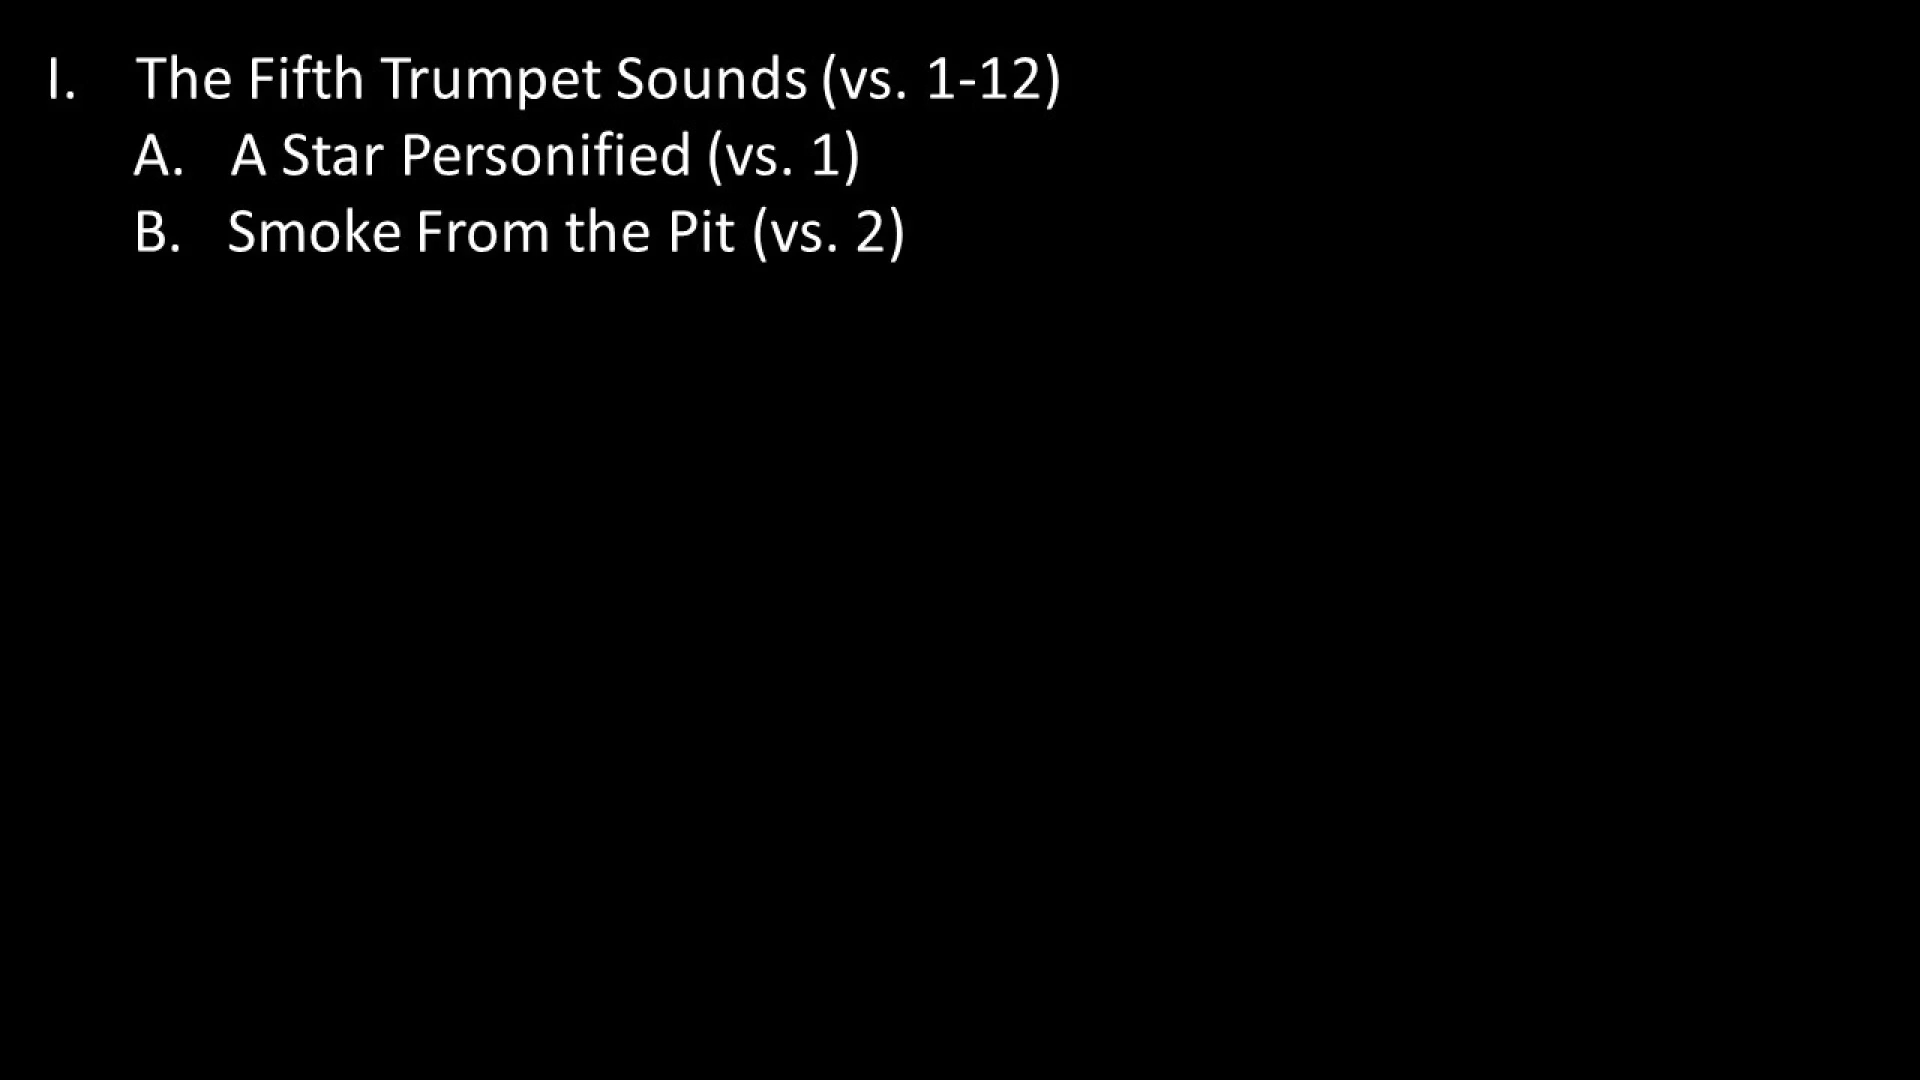 I. The Fifth Trumpet Sounds (vs. 1-12)
A. A Star Personified (vs. 1)
B. Smoke From the Pit (vs. 2)